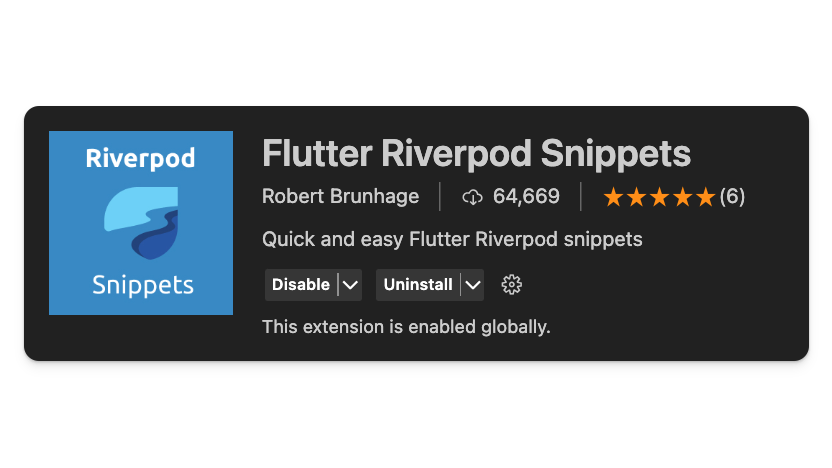 Riverpod
Snippets
Flutter Riverpod Snippets
Robert Brunhage 64,669 ★★★★★(6)
Quick and easy Flutter Riverpod snippets
Disable Uninstall
This extension is enabled globally.